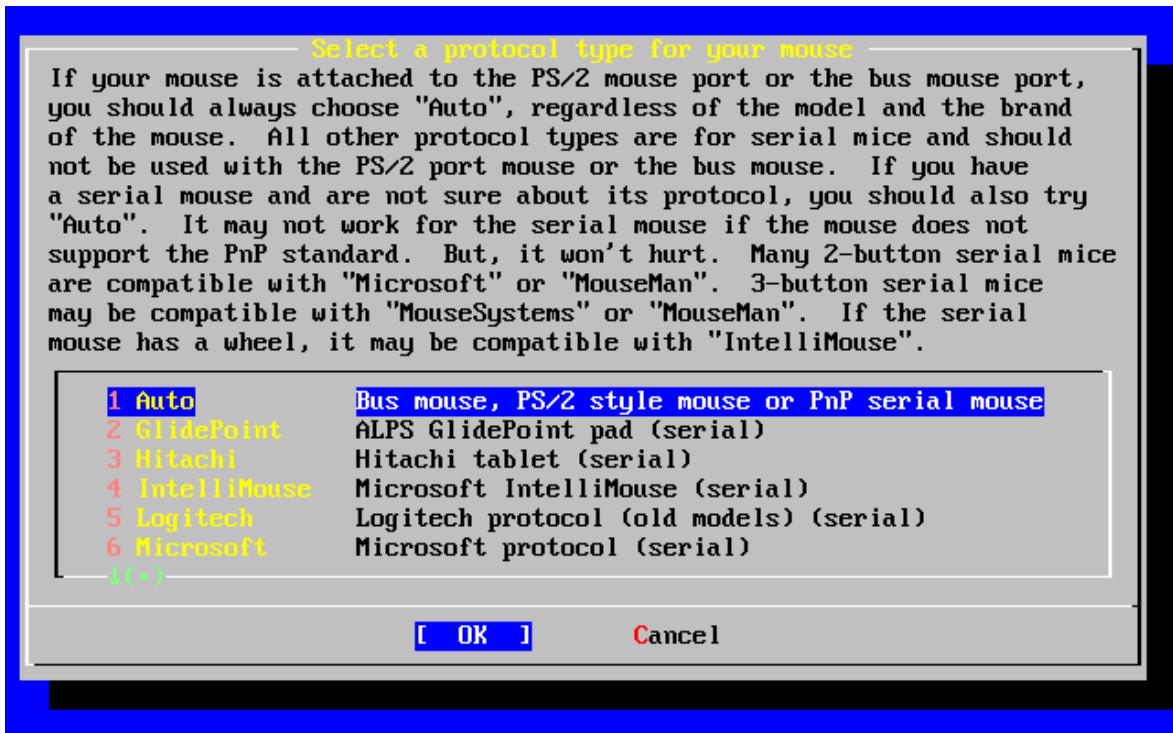 Select a protocol type for your mouse
If your mouse is attached to the PS/2 mouse port or the bus mouse port,
you should always choose "Auto", regardless of the model and the brand
of the mouse.  All other protocol types are for serial mice and should
not be used with the PS/2 port mouse or the bus mouse.  If you have
a serial mouse and are not sure about its protocol, you should also try
"Auto".  It may not work for the serial mouse if the mouse does not
support the PnP standard.  But, it won't hurt.  Many 2-button serial mice
are compatible with "Microsoft" or "MouseMan".  3-button serial mice
may be compatible with "MouseSystems" or "MouseMan".  If the serial
mouse has a wheel, it may be compatible with "IntelliMouse".
1 Auto Bus mouse, PS/2 style mouse or PnP serial mouse
2 GlidePoint ALPS GlidePoint pad (serial)
3 Hitachi Hitachi tablet (serial)
4 IntelliMouse Microsoft IntelliMouse (serial)
5 Logitech Logitech protocol (old models) (serial)
6 Microsoft Microsoft protocol (serial)
↓(+)
[ OK ] Cancel